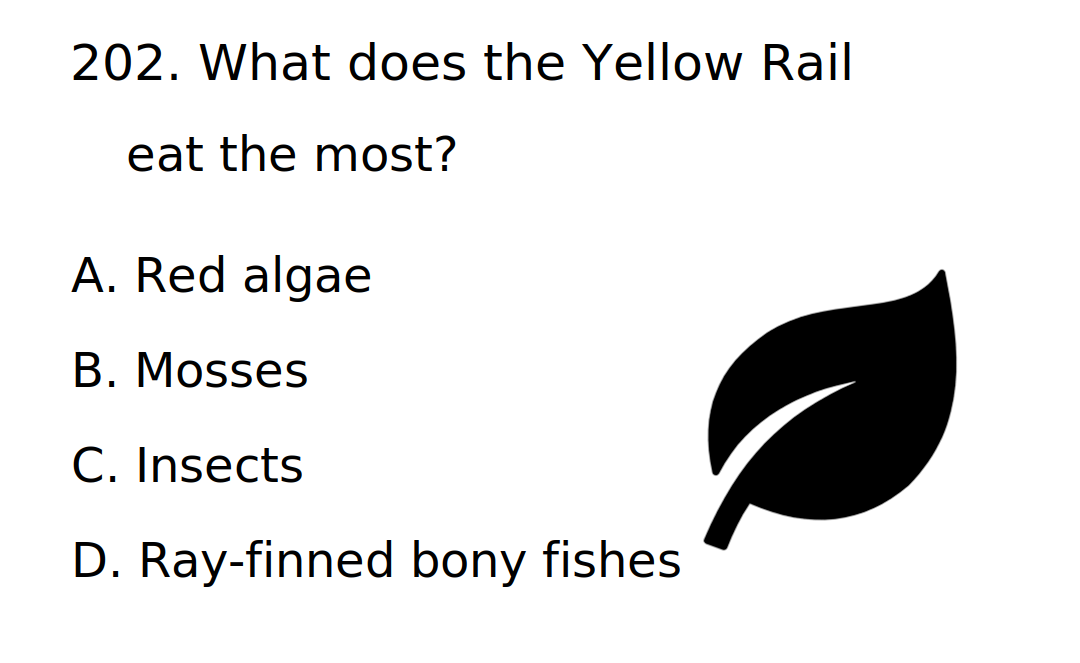 202. What does the Yellow Rail
eat the most?
A. Red algae
B. Mosses
C. Insects
D. Ray-finned bony fishes